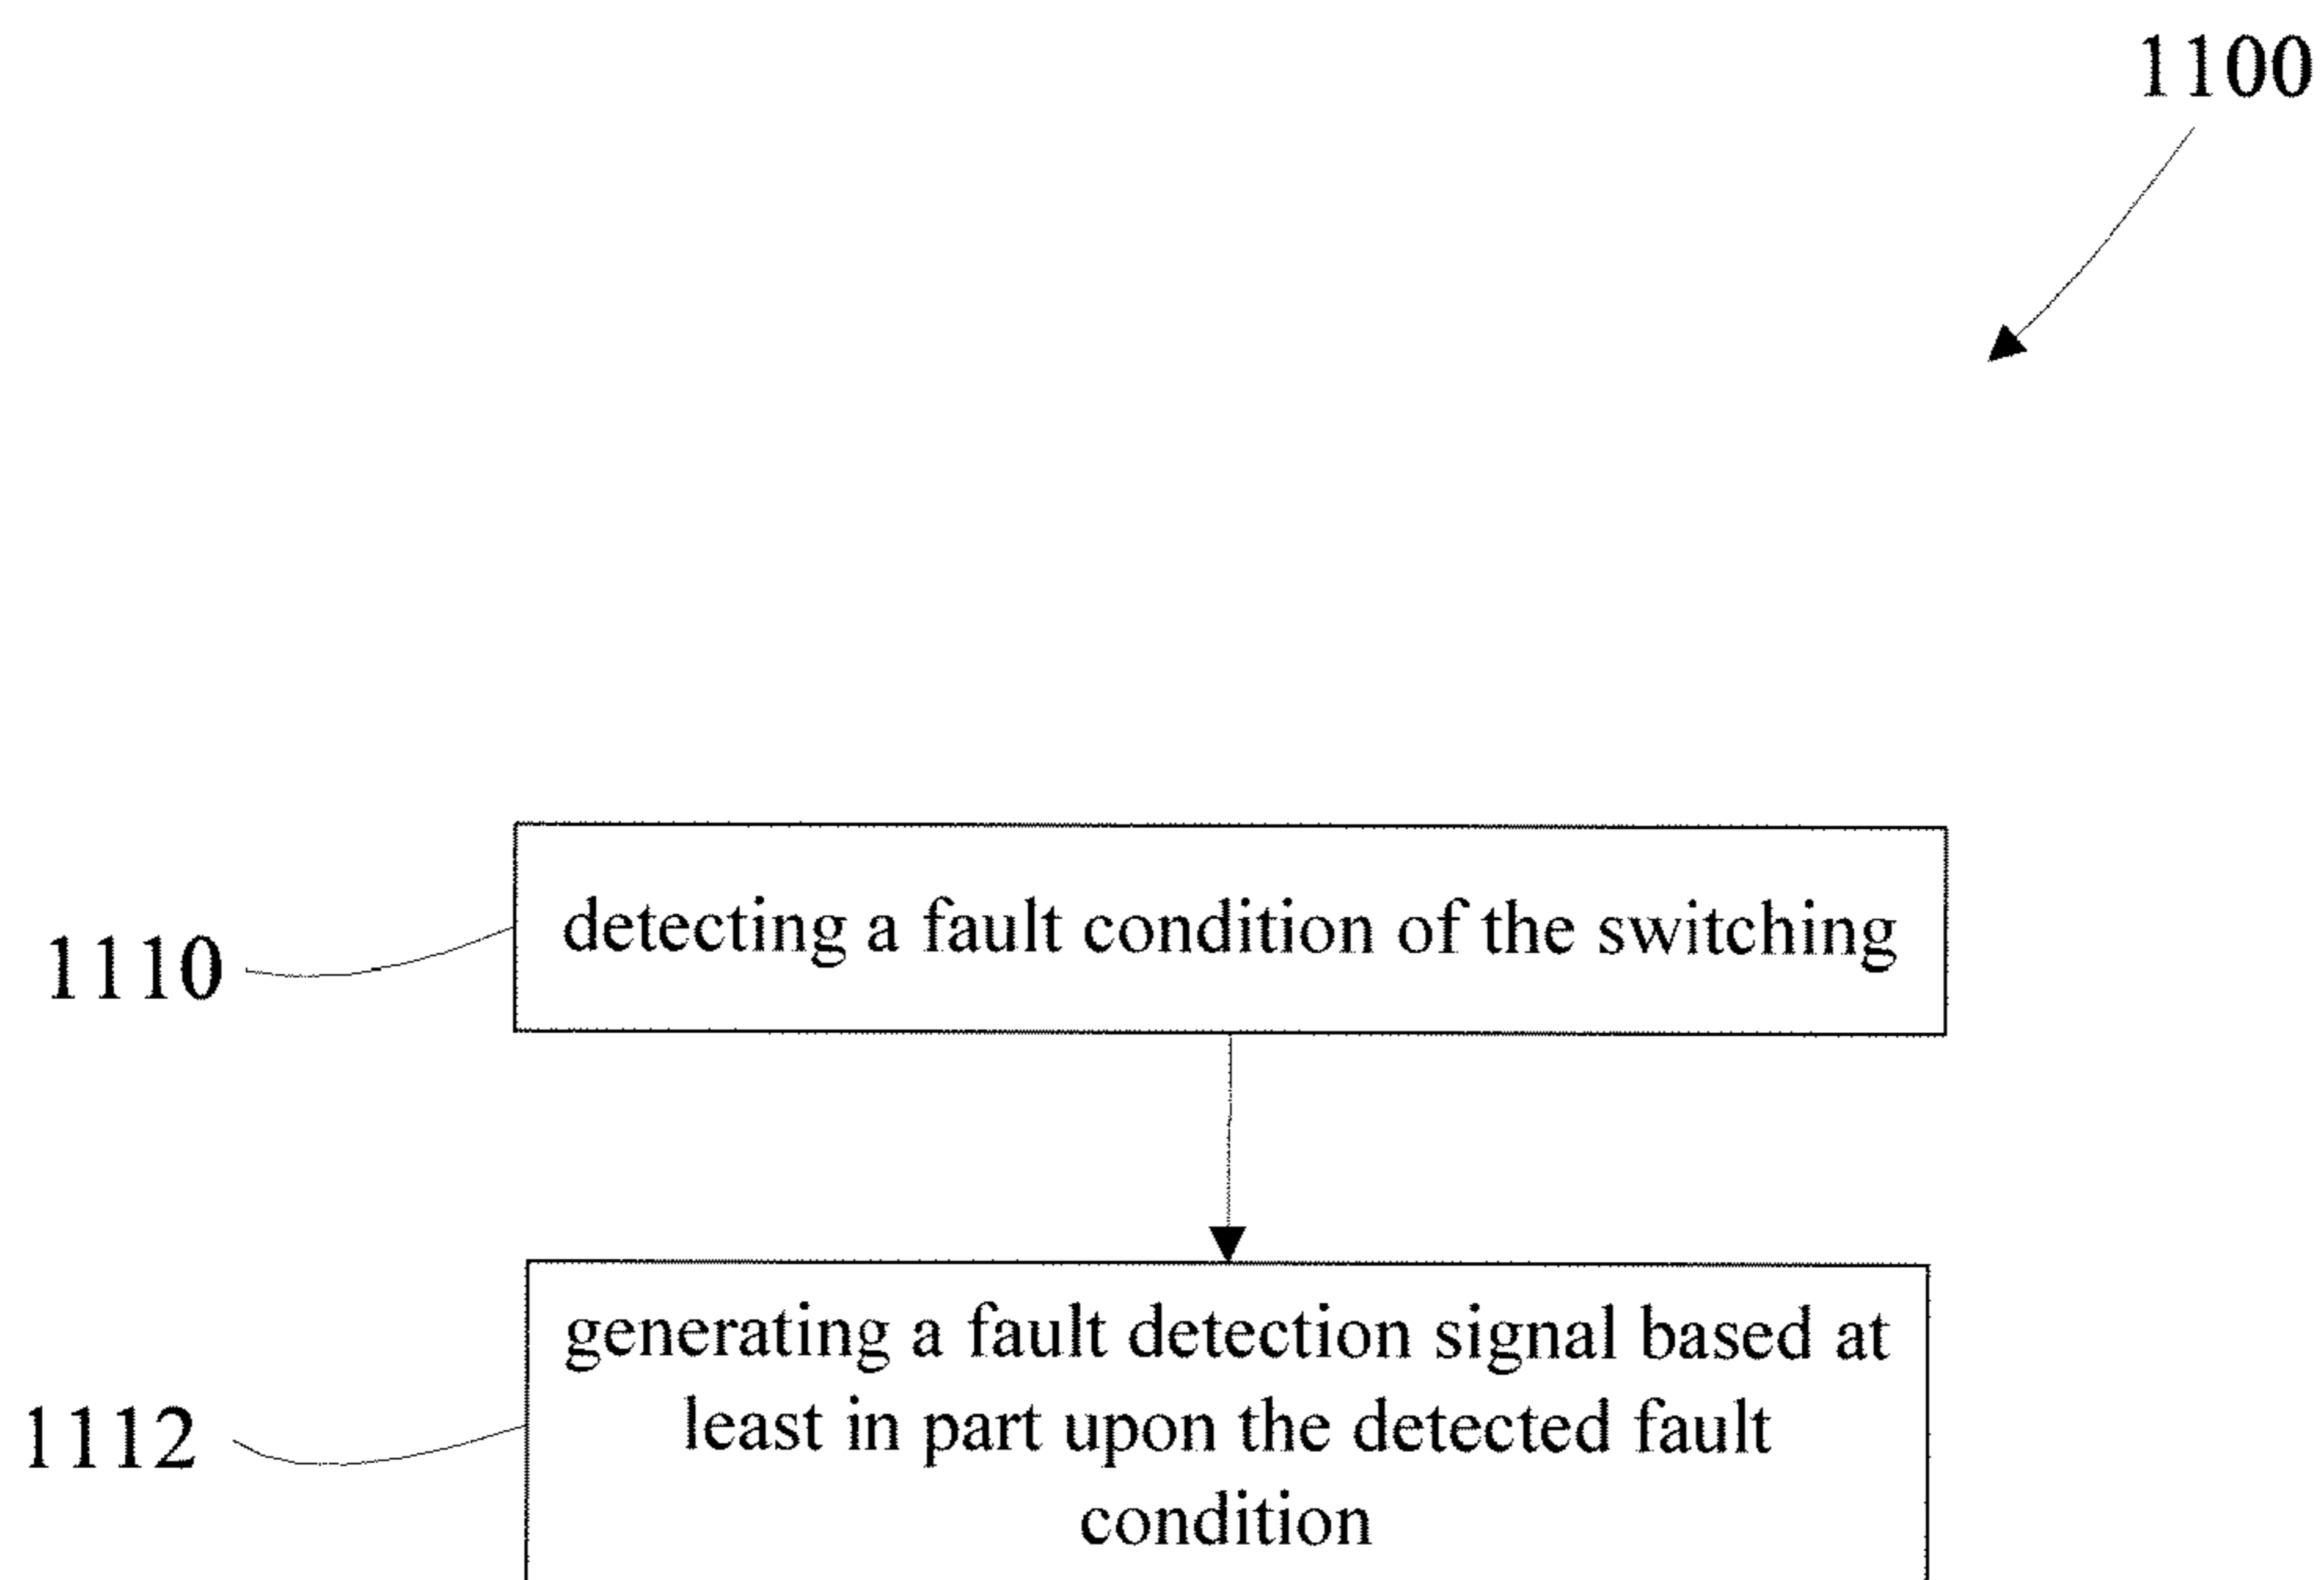 1100
detecting a fault condition of the switching
1110
generating a fault detection signal based at
least in part upon the detected fault
condition
1112